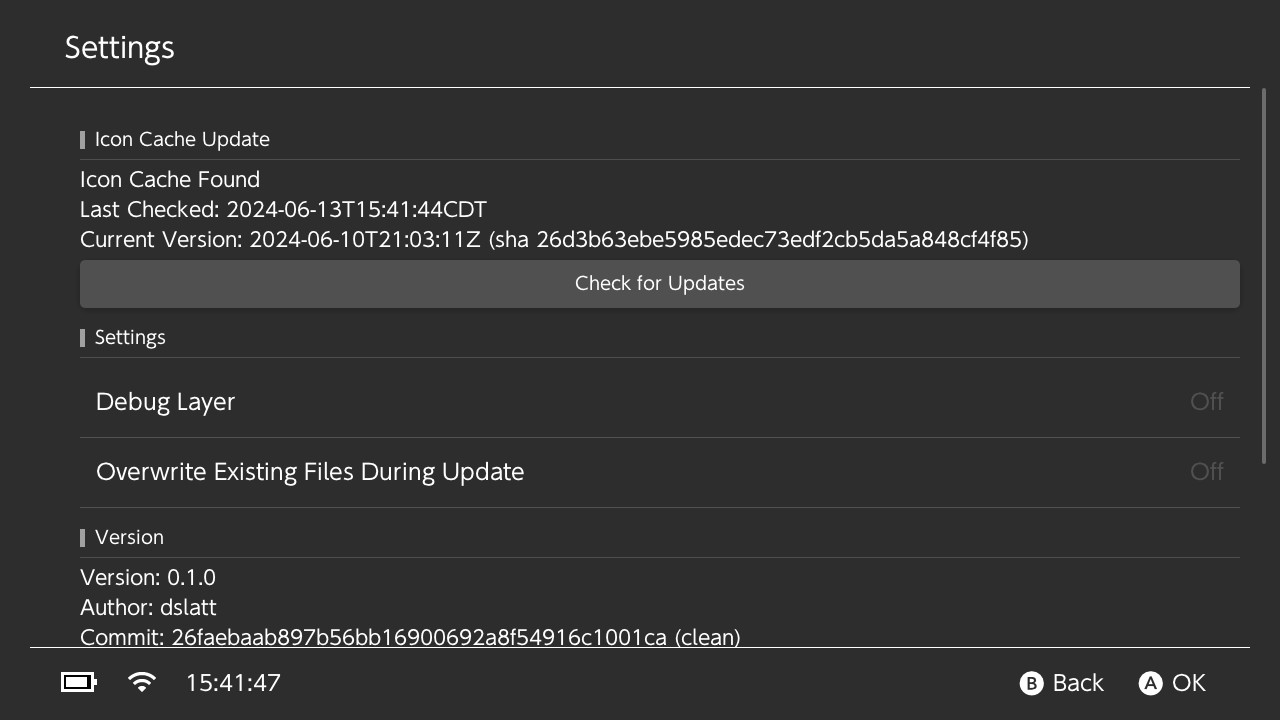 Settings
Icon Cache Update
Icon Cache Found
Last Checked: 2024-06-13T15:41:44CDT
Current Version: 2024-06-10T21:03:11Z (sha 26d3b63ebe5985edec73edf2cb5da5a848cf4f85)
Check for Updates
Settings
Debug Layer Off
Overwrite Existing Files During Update Off
Version
Version: 0.1.0
Author: dslatt
Commit: 26faebaab897b56bb16900692a8f54916c1001ca (clean)
15:41:47 B Back A OK